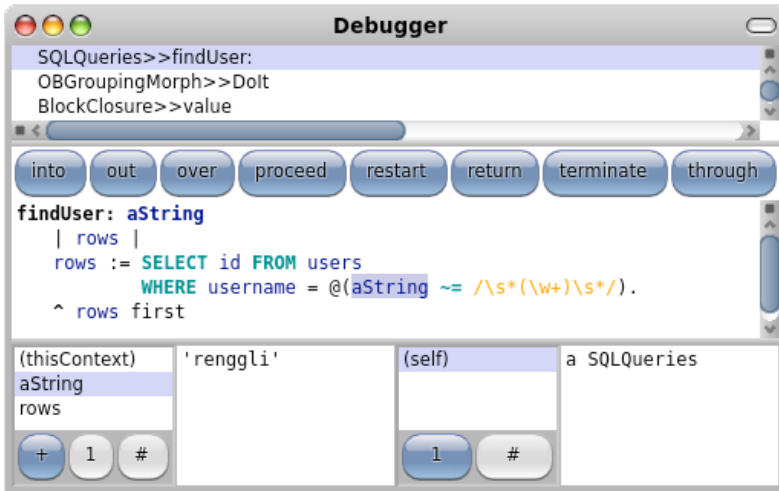 Debugger
SQLQueries>>findUser:
OBGroupingMorph>>DoIt
BlockClosure>>value
into out over proceed restart return terminate through
findUser: aString
| rows |
rows := SELECT id FROM users
WHERE username = @(aString ~= /\s*(\w+)\s*/).
^ rows first
(thisContext)
aString
rows
+ 1 #
'renggli'
(self)
1 #
a SQLQueries